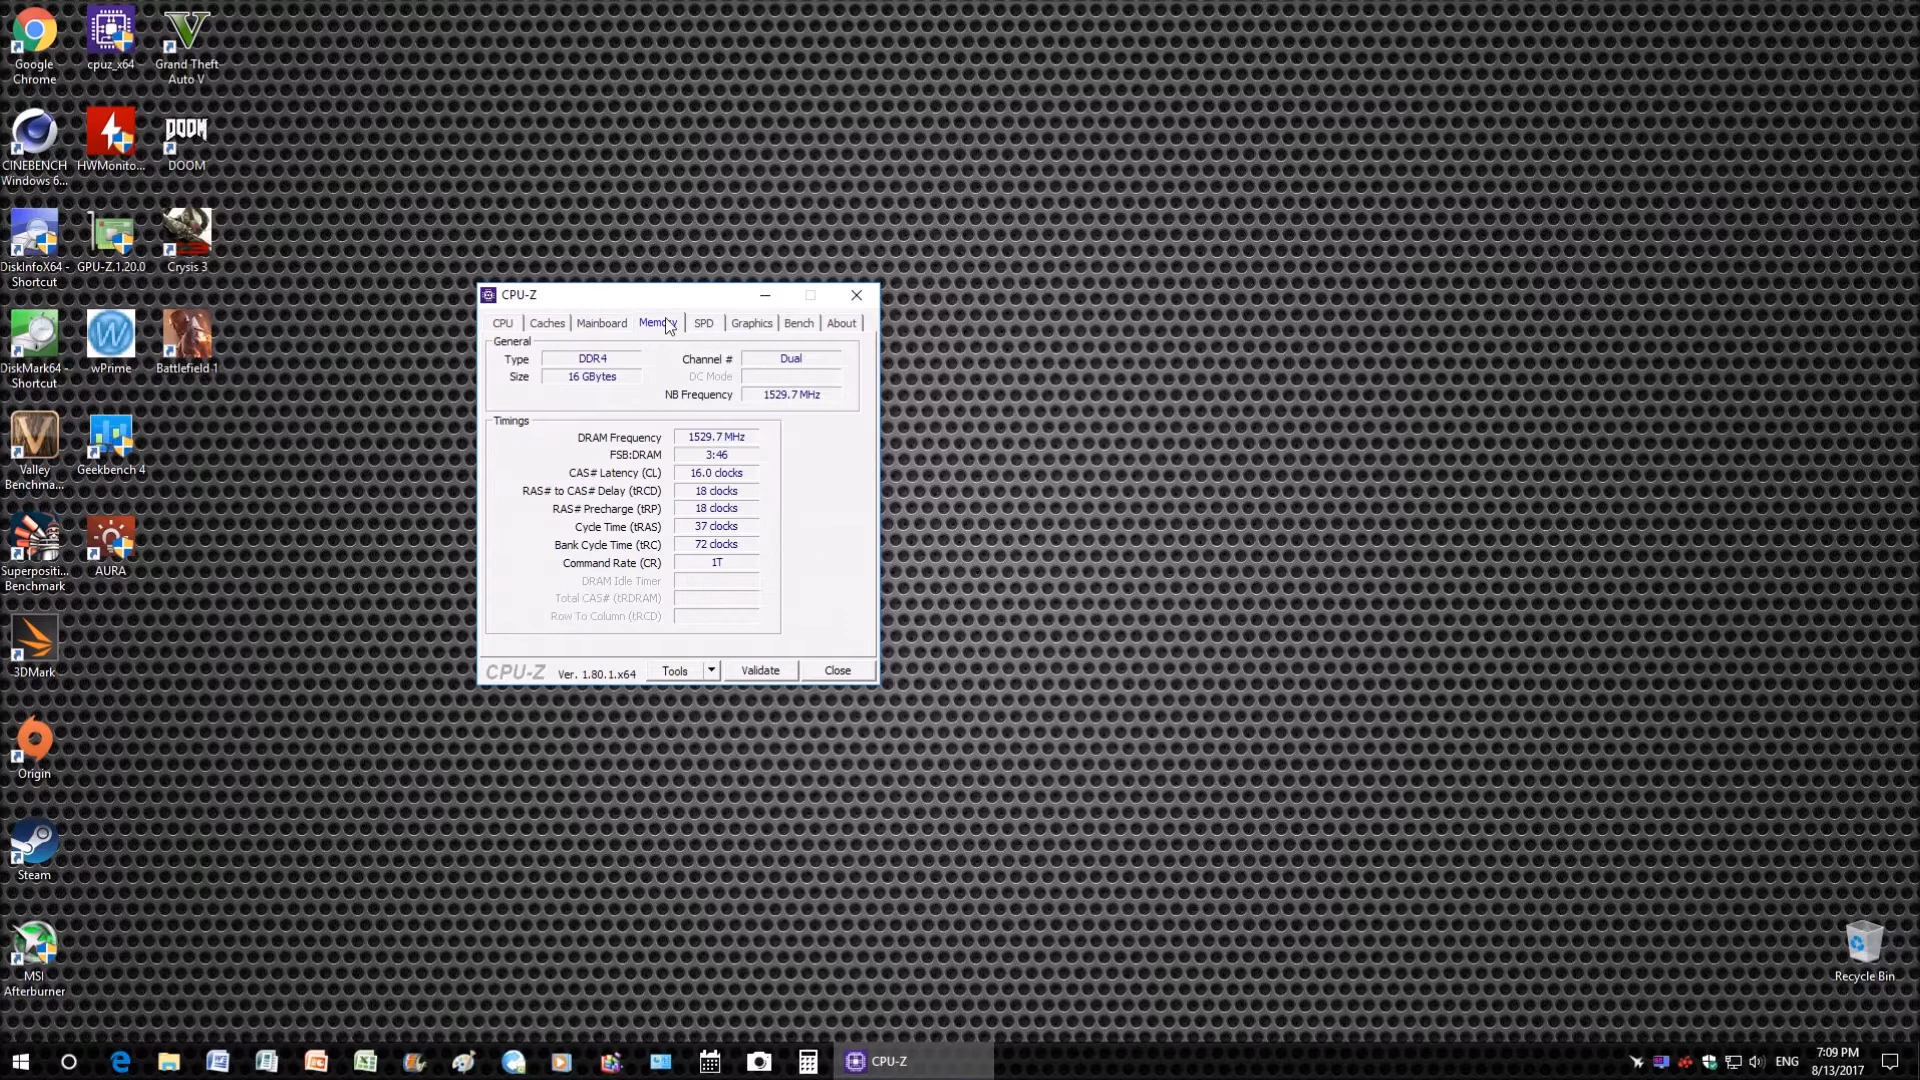 Google
Chrome
cpuz_x64
Grand Theft
Auto V
CINEBENCH
Windows 6...
HWMonito...
DOOM
DOOM
DiskInfoX64 -
Shortcut
GPU-Z.1.20.0
Crysis 3
DiskMark64 -
Shortcut
wPrime
Battlefield 1
Valley
Benchma...
Geekbench 4
Superpositi...
Benchmark
AURA
3DMark
Origin
Steam
MSI
Afterburner
Recycle Bin
CPU-Z
CPU Caches Mainboard Memory SPD Graphics Bench About
General
Type DDR4 Channel # Dual
Size 16 GBytes DC Mode
NB Frequency 1529.7 MHz
Timings
DRAM Frequency 1529.7 MHz
FSB:DRAM 3:46
CAS# Latency (CL) 16.0 clocks
RAS# to CAS# Delay (tRCD) 18 clocks
RAS# Precharge (tRP) 18 clocks
Cycle Time (tRAS) 37 clocks
Bank Cycle Time (tRC) 72 clocks
Command Rate (CR) 1T
DRAM Idle Timer
Total CAS# (tRDRAM)
Row To Column (tRCD)
CPU-Z Ver. 1.80.1.x64 Tools Validate Close
CPU-Z
ENG
7:09 PM
8/13/2017